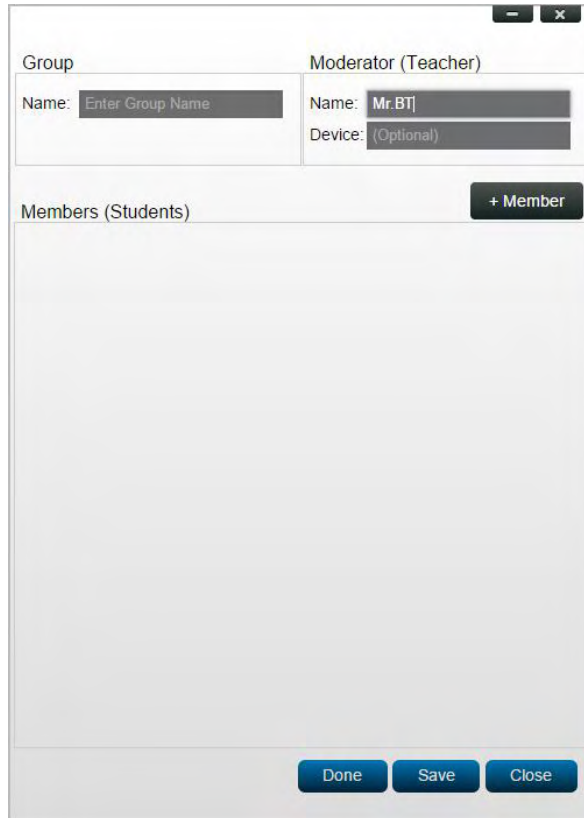 Group
Name: Enter Group Name
Moderator (Teacher)
Name: Mr.BT
Device: (Optional)
Members (Students)
+ Member
Done Save Close